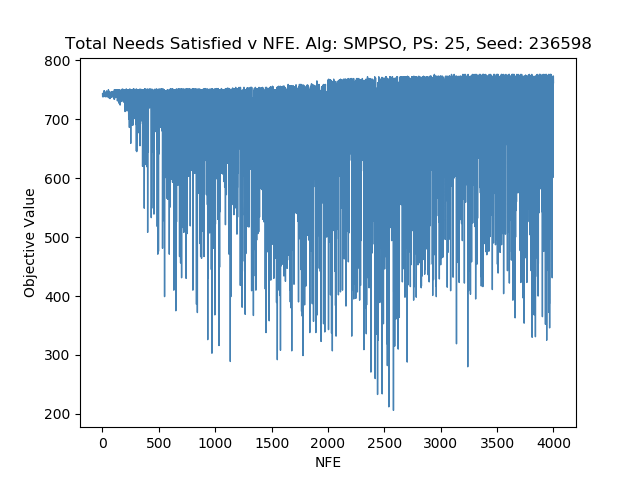 Total Needs Satisfied v NFE. Alg: SMPSO, PS: 25, Seed: 236598
800
700
600
500
400
300
200
Objective Value
0 500 1000 1500 2000 2500 3000 3500 4000
NFE